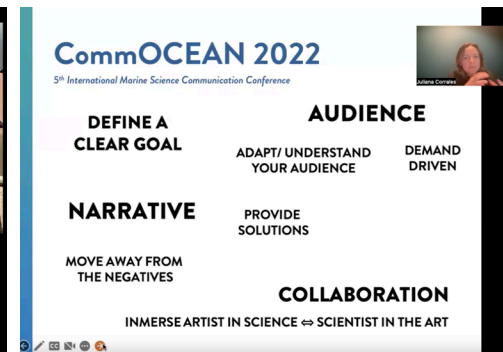 CommOCEAN 2022
5th International Marine Science Communication Conference
Juliana Corrales
DEFINE A
CLEAR GOAL
AUDIENCE
ADAPT/ UNDERSTAND
YOUR AUDIENCE
DEMAND
DRIVEN
NARRATIVE
PROVIDE
SOLUTIONS
MOVE AWAY FROM
THE NEGATIVES
COLLABORATION
INMERSE ARTIST IN SCIENCE ⇔ SCIENTIST IN THE ART
CC